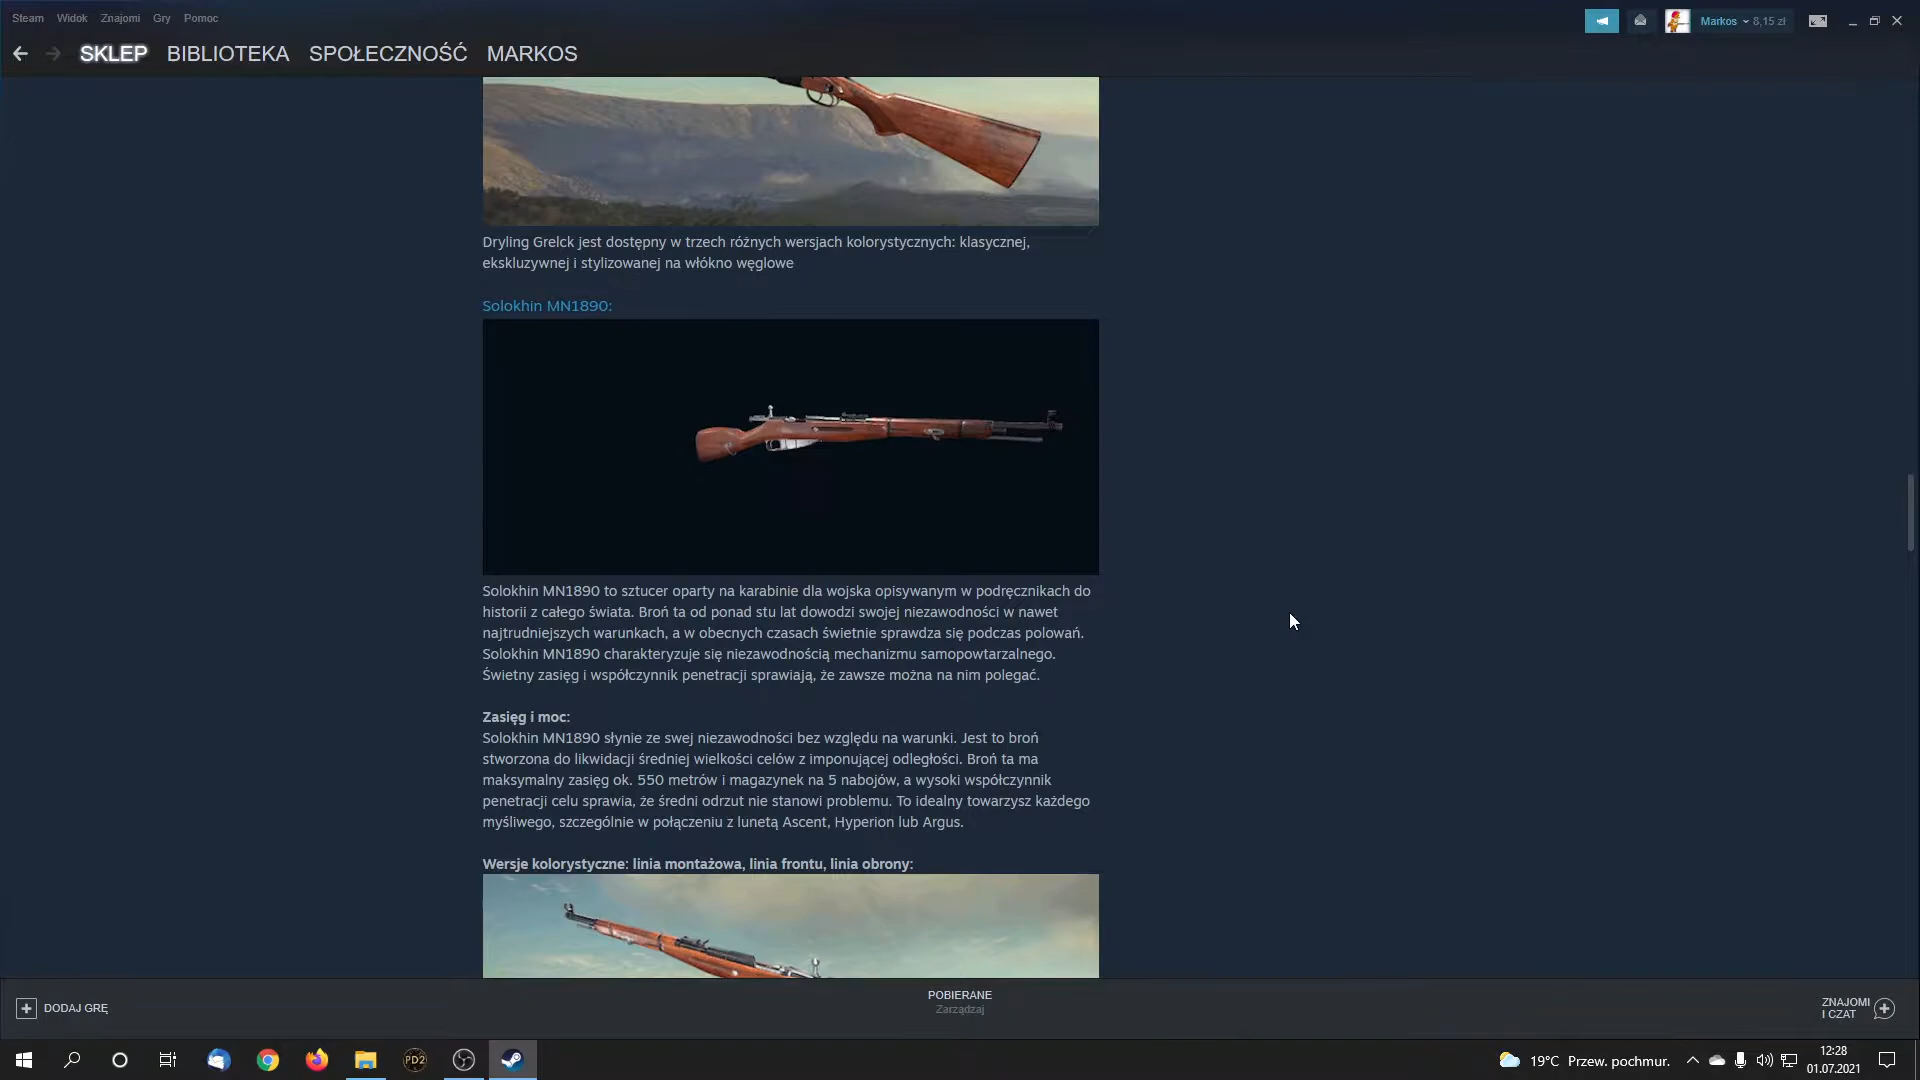 Steam Widok Znajomi Gry Pomoc
Markos 8,15 zł
SKLEP BIBLIOTEKA SPOŁECZNOŚĆ MARKOS
Dryling Grelck jest dostępny w trzech różnych wersjach kolorystycznych: klasycznej,
ekskluzywnej i stylizowanej na włókno węglowe
Solokhin MN1890:
Solokhin MN1890 to sztucer oparty na karabinie dla wojska opisywanym w podręcznikach do
historii z całego świata. Broń ta od ponad stu lat dowodzi swojej niezawodności w nawet
najtrudniejszych warunkach, a w obecnych czasach świetnie sprawdza się podczas polowań.
Solokhin MN1890 charakteryzuje się niezawodnością mechanizmu samopowtarzalnego.
Świetny zasięg i współczynnik penetracji sprawiają, że zawsze można na nim polegać.
Zasięg i moc:
Solokhin MN1890 słynie ze swej niezawodności bez względu na warunki. Jest to broń
stworzona do likwidacji średniej wielkości celów z imponującej odległości. Broń ta ma
maksymalny zasięg ok. 550 metrów i magazynek na 5 nabojów, a wysoki współczynnik
penetracji celu sprawia, że średni odrzut nie stanowi problemu. To idealny towarzysz każdego
myśliwego, szczególnie w połączeniu z lunetą Ascent, Hyperion lub Argus.
Wersje kolorystyczne: linia montażowa, linia frontu, linia obrony:
DODAJ GRĘ
POBIERANE
Zarządzaj
ZNAJOMI
I CZAT
PD2
19°C Przew. pochmur.
12:28
01.07.2021